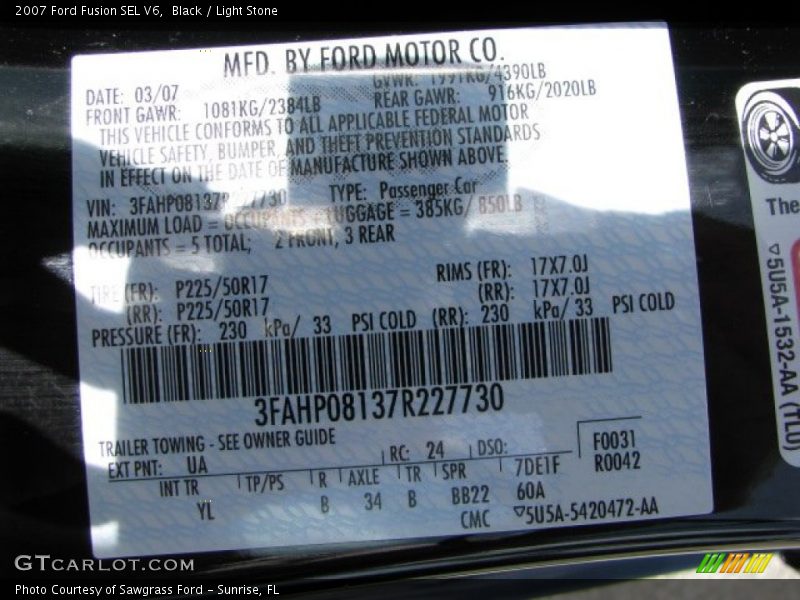 2007 Ford Fusion SEL V6, Black / Light Stone
MFD. BY FORD MOTOR CO.
DATE: 03/07 GVWR: 1991KG/4390LB
FRONT GAWR: 1081KG/2384LB REAR GAWR: 916KG/2020LB
THIS VEHICLE CONFORMS TO ALL APPLICABLE FEDERAL MOTOR
VEHICLE SAFETY, BUMPER, AND THEFT PREVENTION STANDARDS
IN EFFECT ON THE DATE OF MANUFACTURE SHOWN ABOVE.
VIN: 3FAHP08137R227730 TYPE: Passenger Car
MAXIMUM LOAD = OCCUPANTS + LUGGAGE = 385KG/ 850LB
OCCUPANTS = 5 TOTAL; 2 FRONT, 3 REAR
TIRE (FR): P225/50R17 RIMS (FR): 17X7.0J
(RR): P225/50R17 (RR): 17X7.0J
PRESSURE (FR): 230 kPa/ 33 PSI COLD (RR): 230 kPa/ 33 PSI COLD
3FAHP08137R227730
TRAILER TOWING - SEE OWNER GUIDE
EXT PNT: UA RC: 24 DSO: F0031
R0042
INT TR TP/PS R AXLE TR SPR 7DE1F
YL B 34 B BB22 60A
CMC ▽5U5A-5420472-AA
The
▽5U5A-1532-AA (TLU)
GTCARLOT.COM
Photo Courtesy of Sawgrass Ford - Sunrise, FL